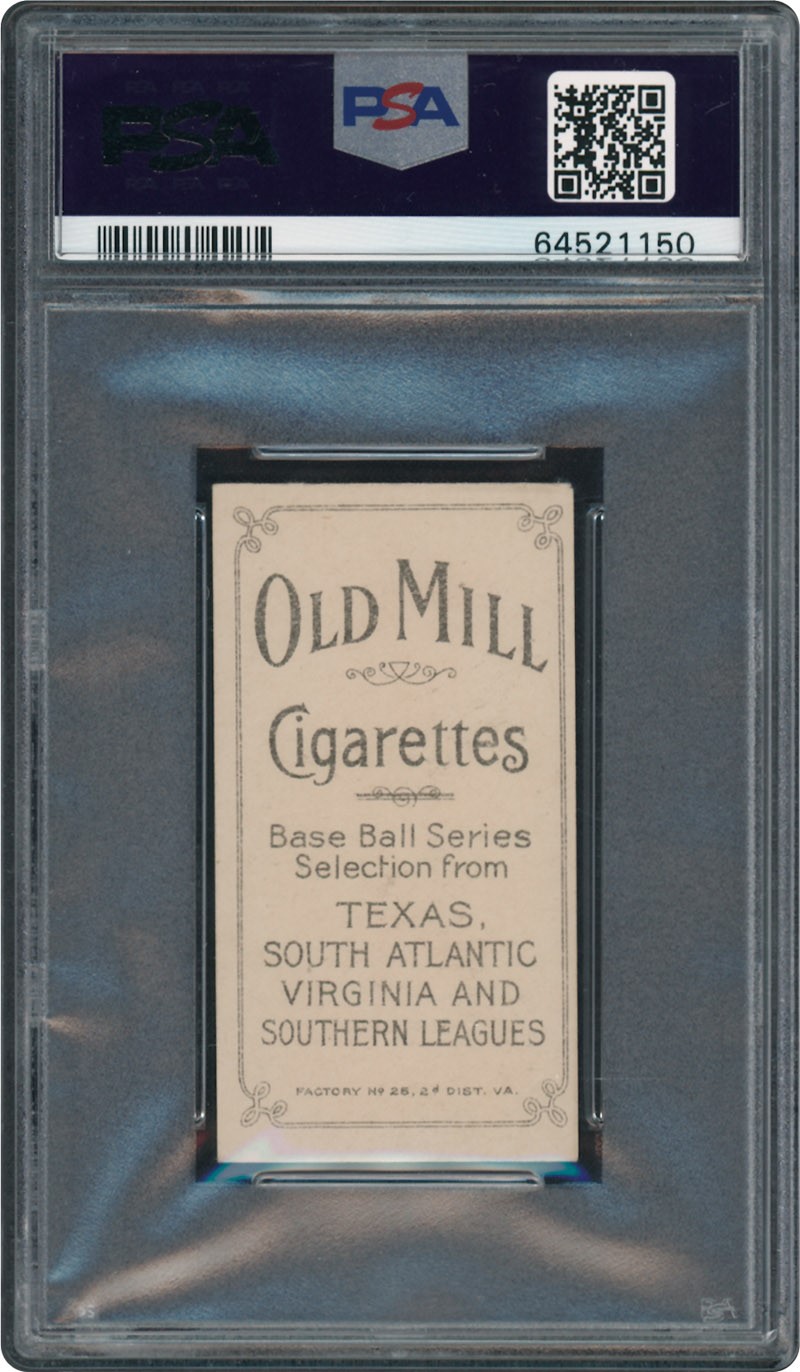 PSA
PSA
64521150
OLD MILL
Cigarettes
Base Ball Series
Selection from
TEXAS,
SOUTH ATLANTIC
VIRGINIA AND
SOUTHERN LEAGUES
FACTORY Nº 25, 2d DIST. VA.